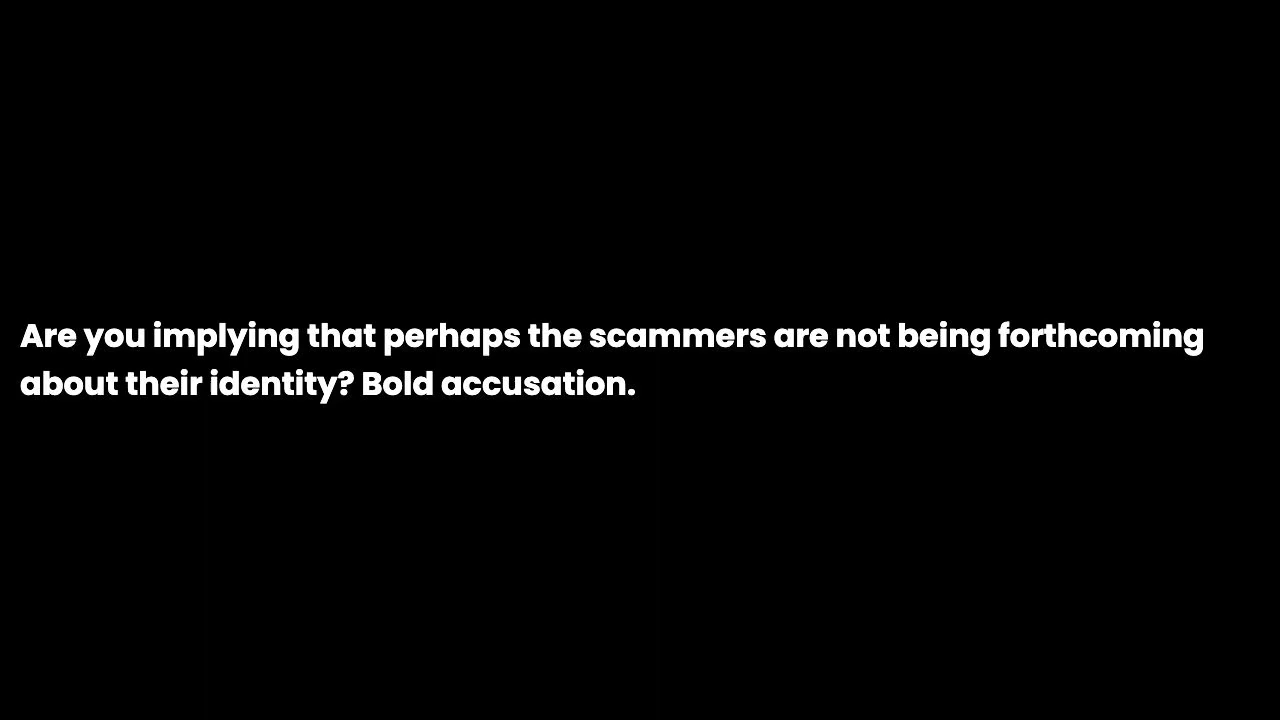 Are you implying that perhaps the scammers are not being forthcoming
about their identity? Bold accusation.